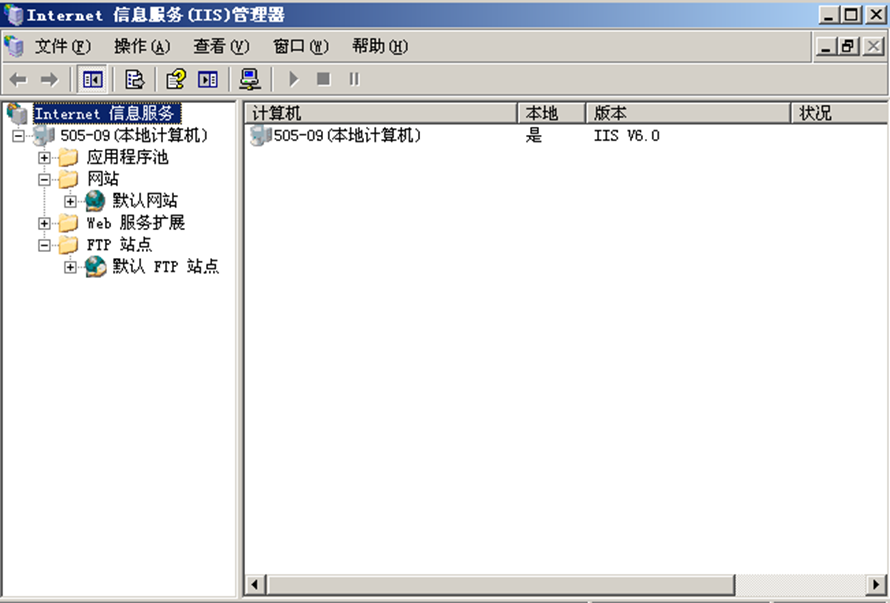 Internet 信息服务(IIS)管理器
文件(F) 操作(A) 查看(V) 窗口(W) 帮助(H)
Internet 信息服务
505-09(本地计算机)
应用程序池
网站
默认网站
Web 服务扩展
FTP 站点
默认 FTP 站点
计算机 本地 版本 状况
505-09(本地计算机) 是 IIS V6.0